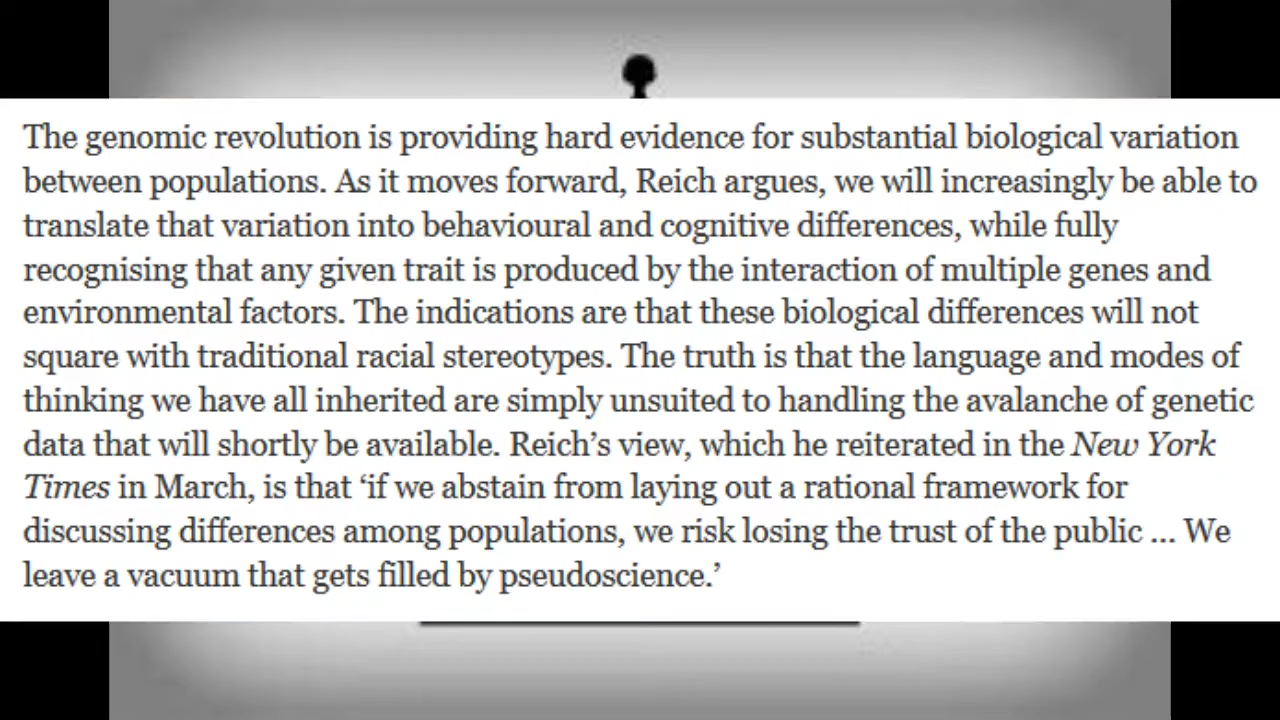 The genomic revolution is providing hard evidence for substantial biological variation
between populations. As it moves forward, Reich argues, we will increasingly be able to
translate that variation into behavioural and cognitive differences, while fully
recognising that any given trait is produced by the interaction of multiple genes and
environmental factors. The indications are that these biological differences will not
square with traditional racial stereotypes. The truth is that the language and modes of
thinking we have all inherited are simply unsuited to handling the avalanche of genetic
data that will shortly be available. Reich’s view, which he reiterated in the New York
Times in March, is that ‘if we abstain from laying out a rational framework for
discussing differences among populations, we risk losing the trust of the public ... We
leave a vacuum that gets filled by pseudoscience.’